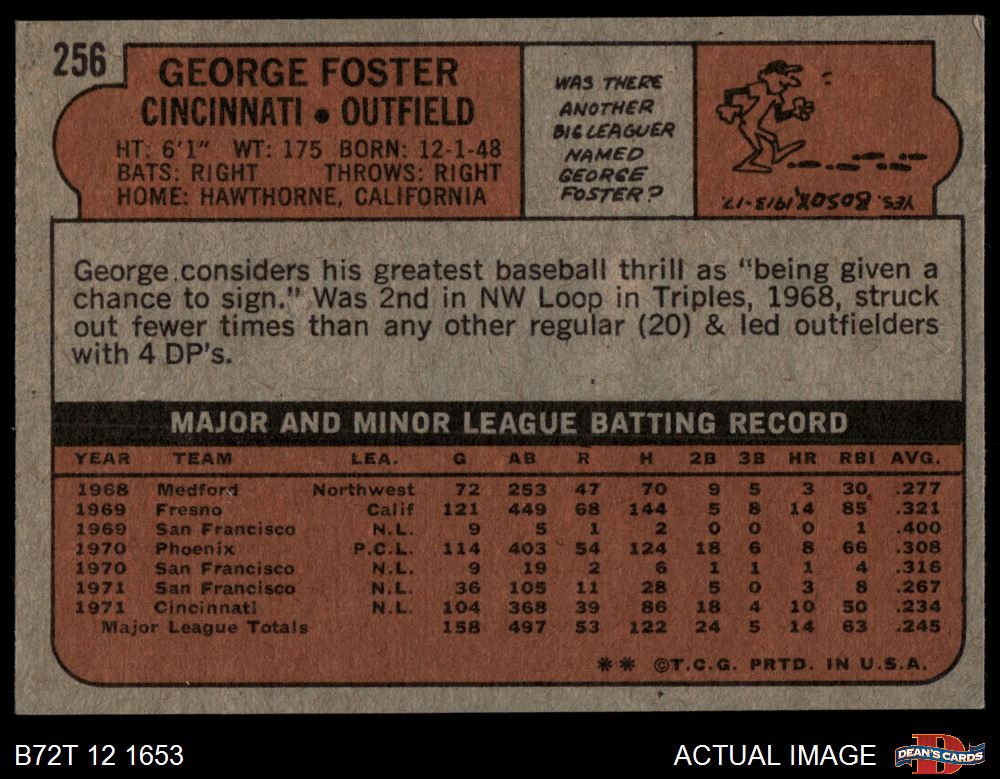 256
GEORGE FOSTER
CINCINNATI • OUTFIELD
HT: 6'1" WT: 175 BORN: 12-1-48
BATS: RIGHT THROWS: RIGHT
HOME: HAWTHORNE, CALIFORNIA
WAS THERE
ANOTHER
BIG LEAGUER
NAMED
GEORGE
FOSTER?
YES. BOSOX, 1913-17.
George considers his greatest baseball thrill as "being given a
chance to sign." Was 2nd in NW Loop in Triples, 1968, struck
out fewer times than any other regular (20) & led outfielders
with 4 DP's.
MAJOR AND MINOR LEAGUE BATTING RECORD
YEAR TEAM LEA. G AB R H 2B 3B HR RBI AVG.
1968 Medford Northwest 72 253 47 70 9 5 3 30 .277
1969 Fresno Calif 121 449 68 144 5 8 14 85 .321
1969 San Francisco N.L. 9 5 1 2 0 0 0 1 .400
1970 Phoenix P.C.L. 114 403 54 124 18 6 8 66 .308
1970 San Francisco N.L. 9 19 2 6 1 1 1 4 .316
1971 San Francisco N.L. 36 105 11 28 5 0 3 8 .267
1971 Cincinnati N.L. 104 368 39 86 18 4 10 50 .234
Major League Totals 158 497 53 122 24 5 14 63 .245
** ©T.C.G. PRTD. IN U.S.A.
B72T 12 1653
ACTUAL IMAGE
DEAN'S CARDS